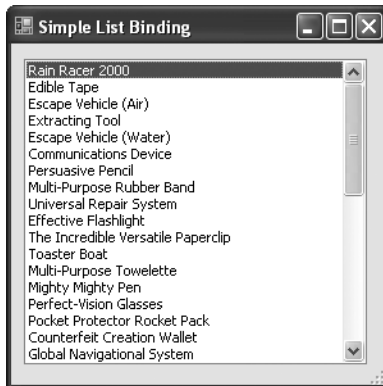 Simple List Binding
Rain Racer 2000
Edible Tape
Escape Vehicle (Air)
Extracting Tool
Escape Vehicle (Water)
Communications Device
Persuasive Pencil
Multi-Purpose Rubber Band
Universal Repair System
Effective Flashlight
The Incredible Versatile Paperclip
Toaster Boat
Multi-Purpose Towelette
Mighty Mighty Pen
Perfect-Vision Glasses
Pocket Protector Rocket Pack
Counterfeit Creation Wallet
Global Navigational System